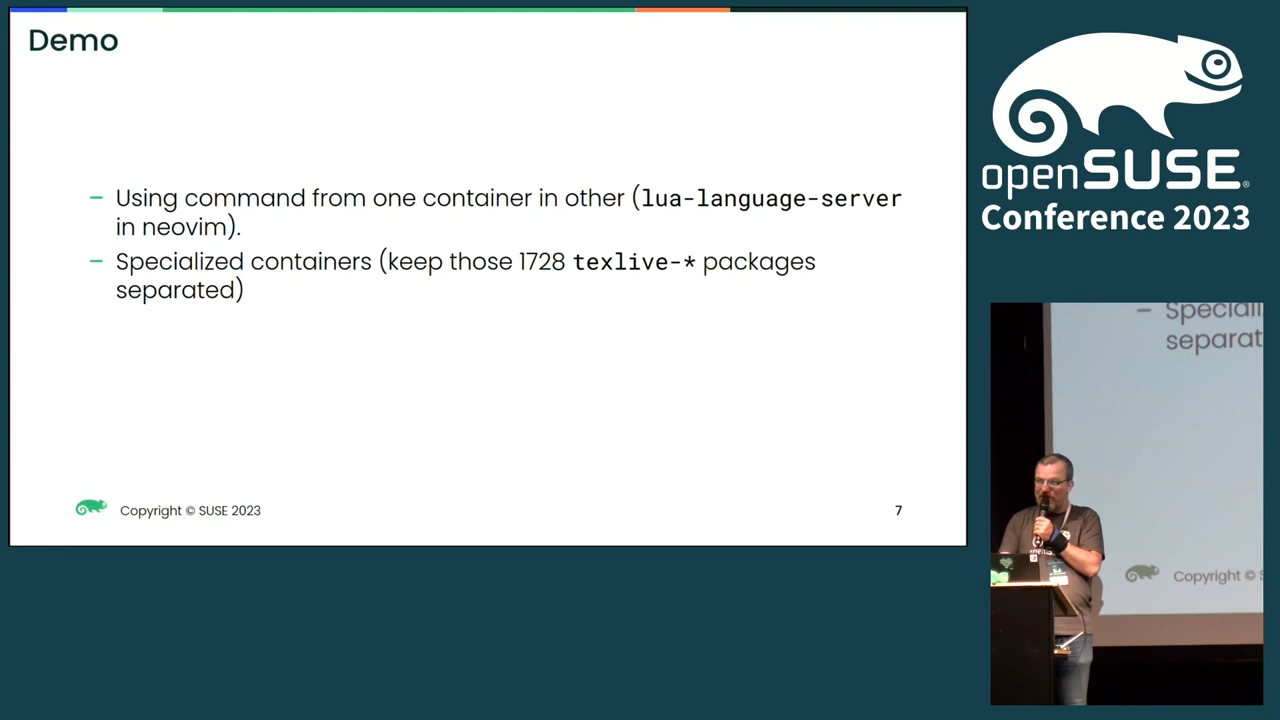 Demo
– Using command from one container in other (lua-language-server
in neovim).
– Specialized containers (keep those 1728 texlive-* packages
separated)
Copyright © SUSE 2023
7
openSUSE®
Conference 2023
– Speciali
separat
Copyright ©